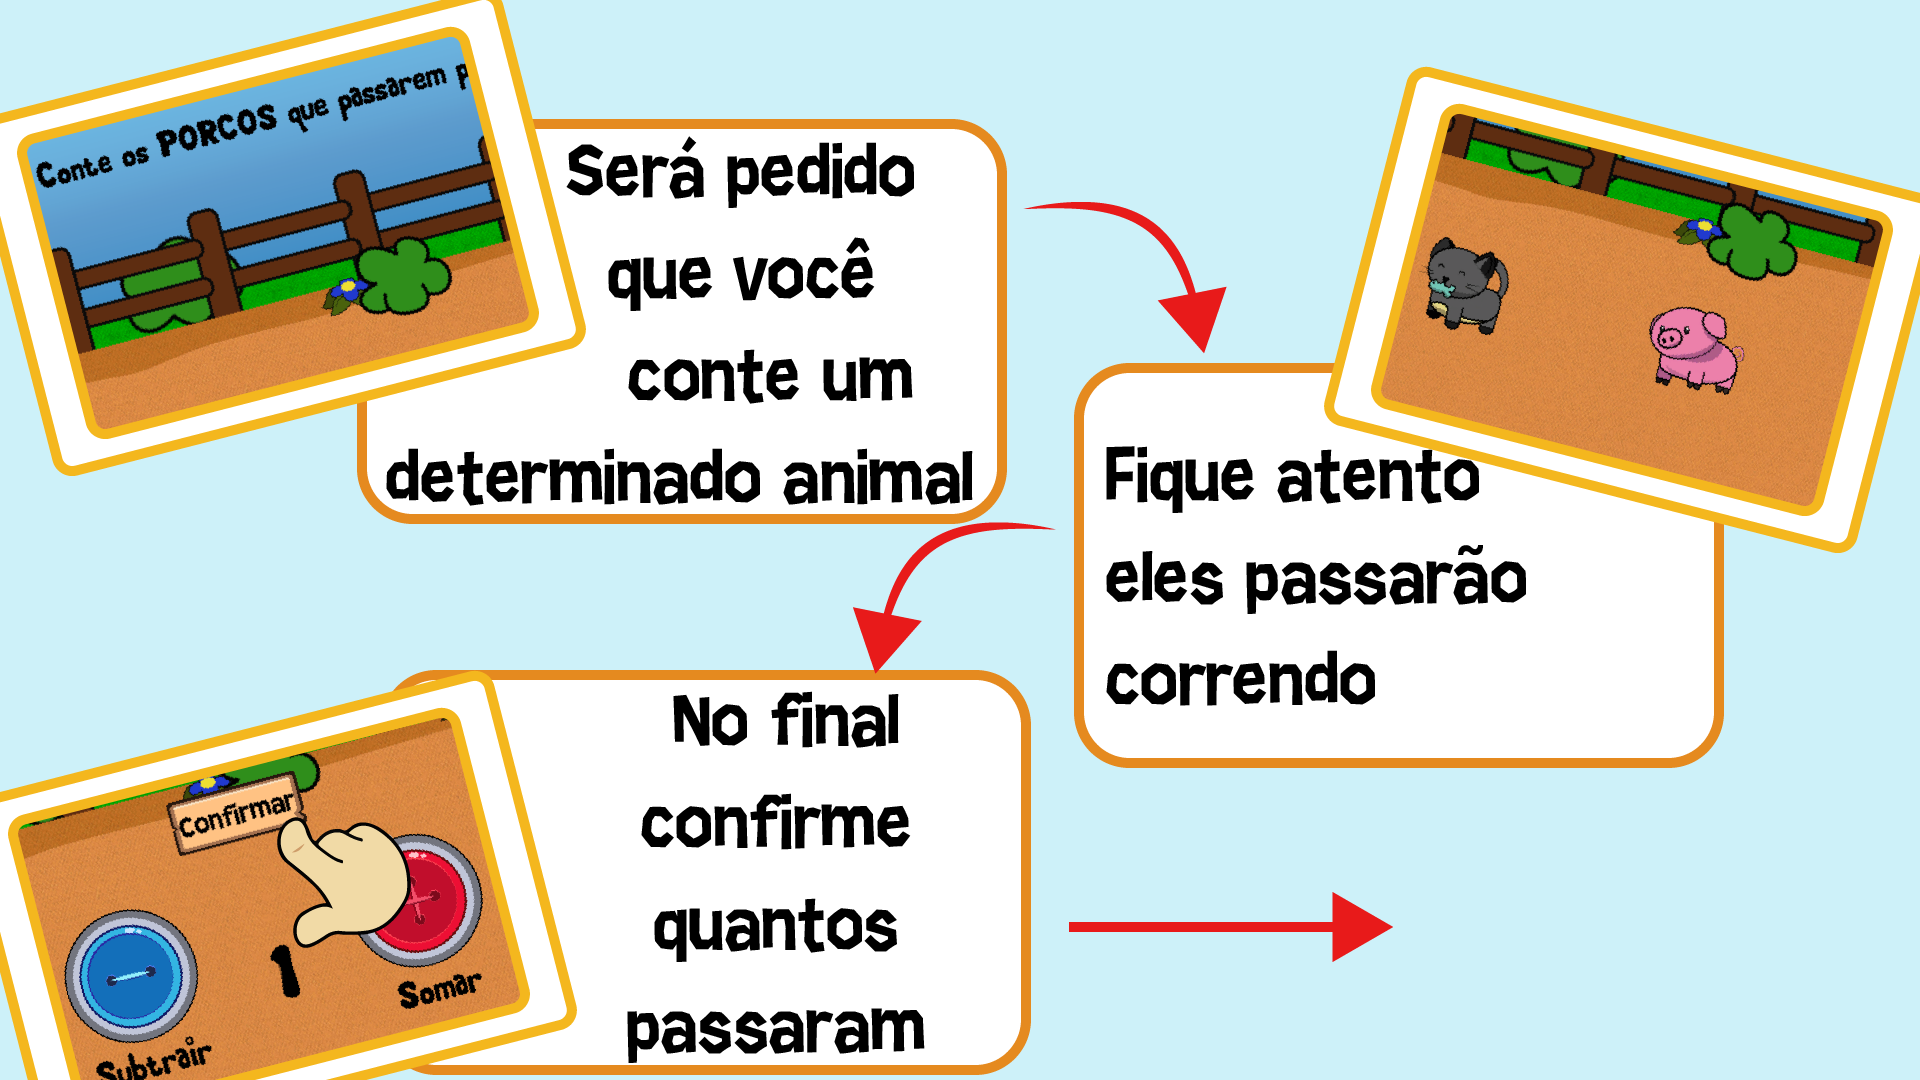 Conte os PORCOS que passarem
Será pedido
que você
conte um
determinado animal
Fique atento
eles passarão
correndo
No final
confirme
quantos
passaram
Confirmar
1
Somar
Subtrair